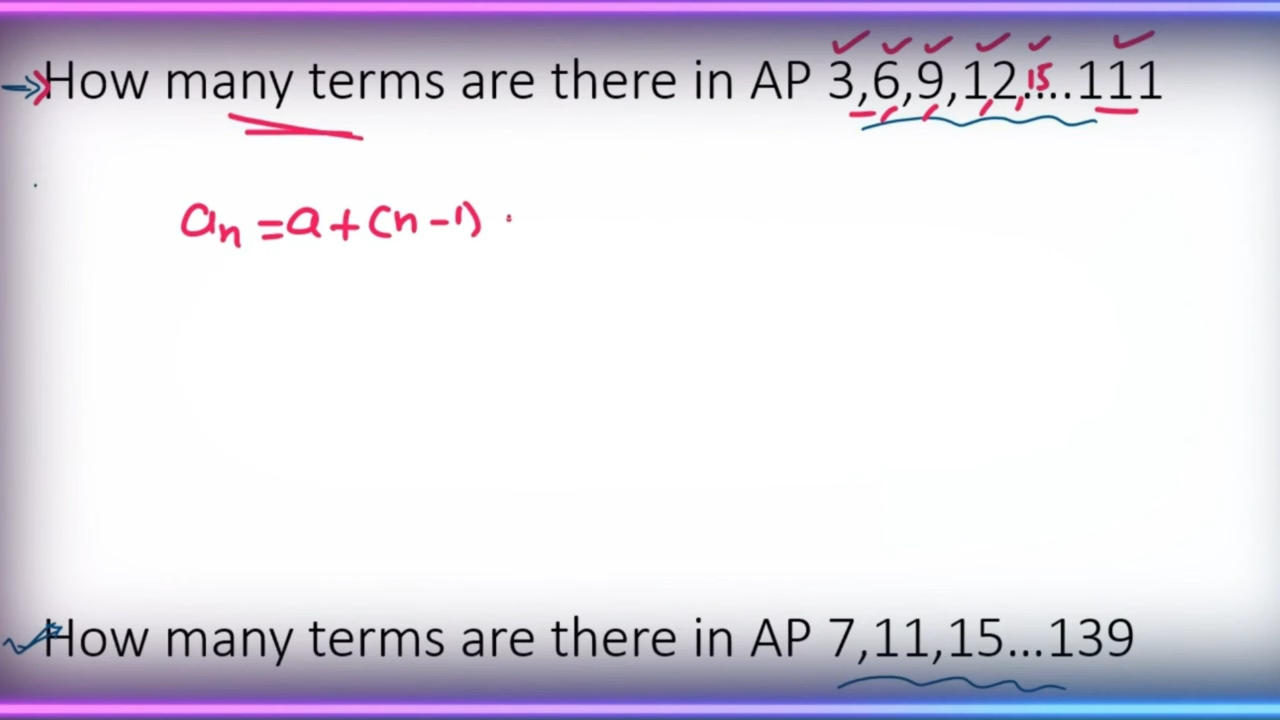 How many terms are there in AP 3,6,9,12,15....111
aₙ = a + (n - 1)
How many terms are there in AP 7,11,15...139